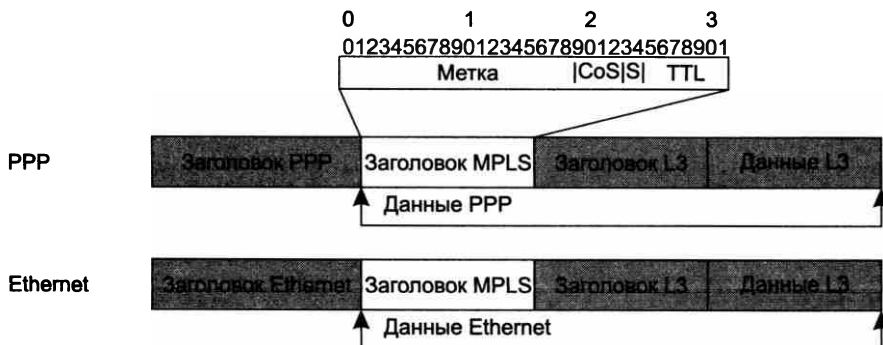 0 1 2 3
01234567890123456789012345678901
Метка |CoS|S| TTL
PPP Заголовок PPP Заголовок MPLS Заголовок L3 Данные L3
Данные PPP
Ethernet Заголовок Ethernet Заголовок MPLS Заголовок L3 Данные L3
Данные Ethernet